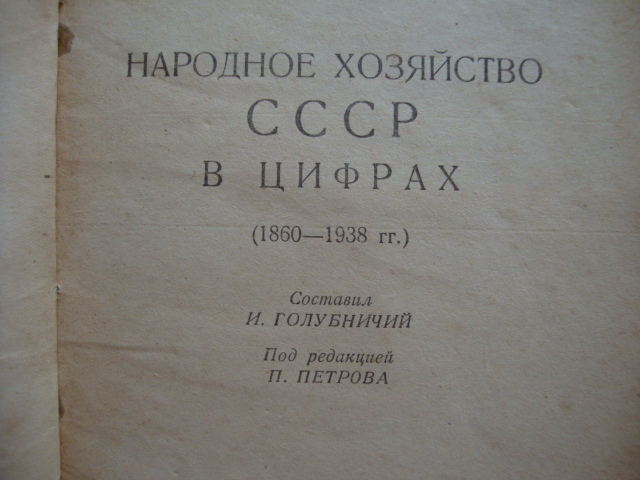 НАРОДНОЕ ХОЗЯЙСТВО
СССР
В ЦИФРАХ
(1860—1938 гг.)
Составил
И. ГОЛУБНИЧИЙ
Под редакцией
П. ПЕТРОВА